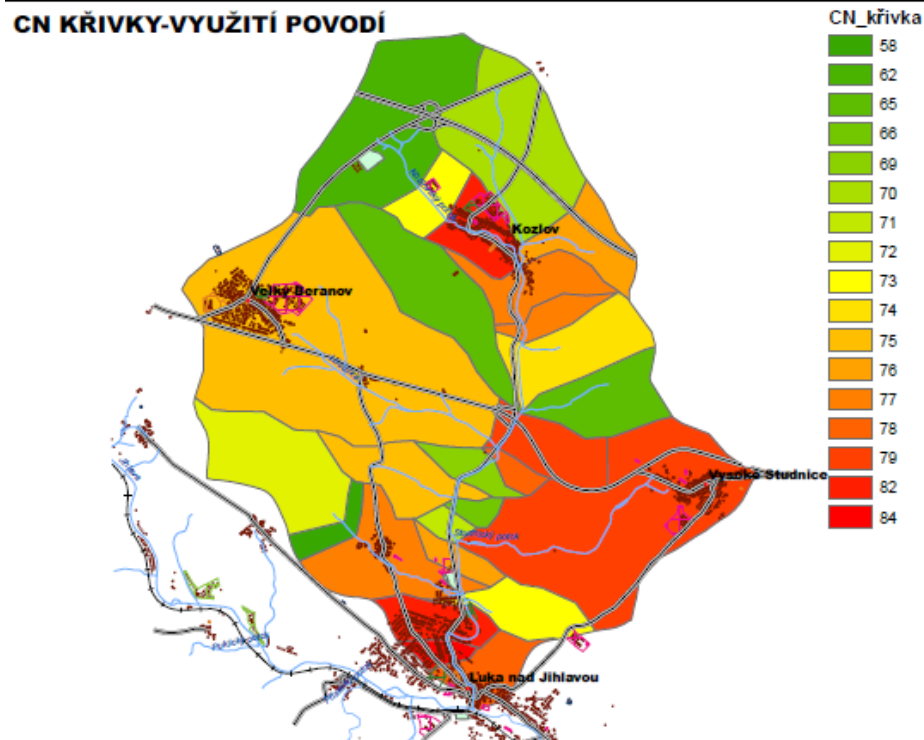 CN KŘIVKY-VYUŽITÍ POVODÍ
CN_křivka
58
62
65
66
69
70
71
72
73
74
75
76
77
78
79
82
84
Kozlov
Velký Beranov
Vysoké Studnice
Luka nad Jihlavou